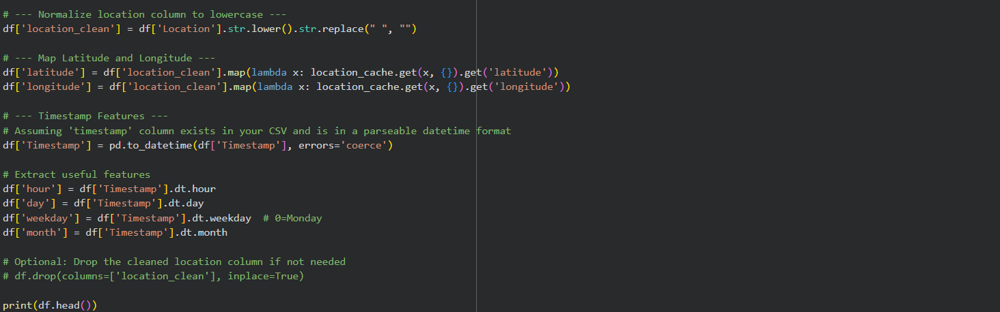 # --- Normalize location column to lowercase ---
df['location_clean'] = df['Location'].str.lower().str.replace(" ", "")
# --- Map Latitude and Longitude ---
df['latitude'] = df['location_clean'].map(lambda x: location_cache.get(x, {}).get('latitude'))
df['longitude'] = df['location_clean'].map(lambda x: location_cache.get(x, {}).get('longitude'))
# --- Timestamp Features ---
# Assuming 'timestamp' column exists in your CSV and is in a parseable datetime format
df['Timestamp'] = pd.to_datetime(df['Timestamp'], errors='coerce')
# Extract useful features
df['hour'] = df['Timestamp'].dt.hour
df['day'] = df['Timestamp'].dt.day
df['weekday'] = df['Timestamp'].dt.weekday  # 0=Monday
df['month'] = df['Timestamp'].dt.month
# Optional: Drop the cleaned location column if not needed
# df.drop(columns=['location_clean'], inplace=True)
print(df.head())